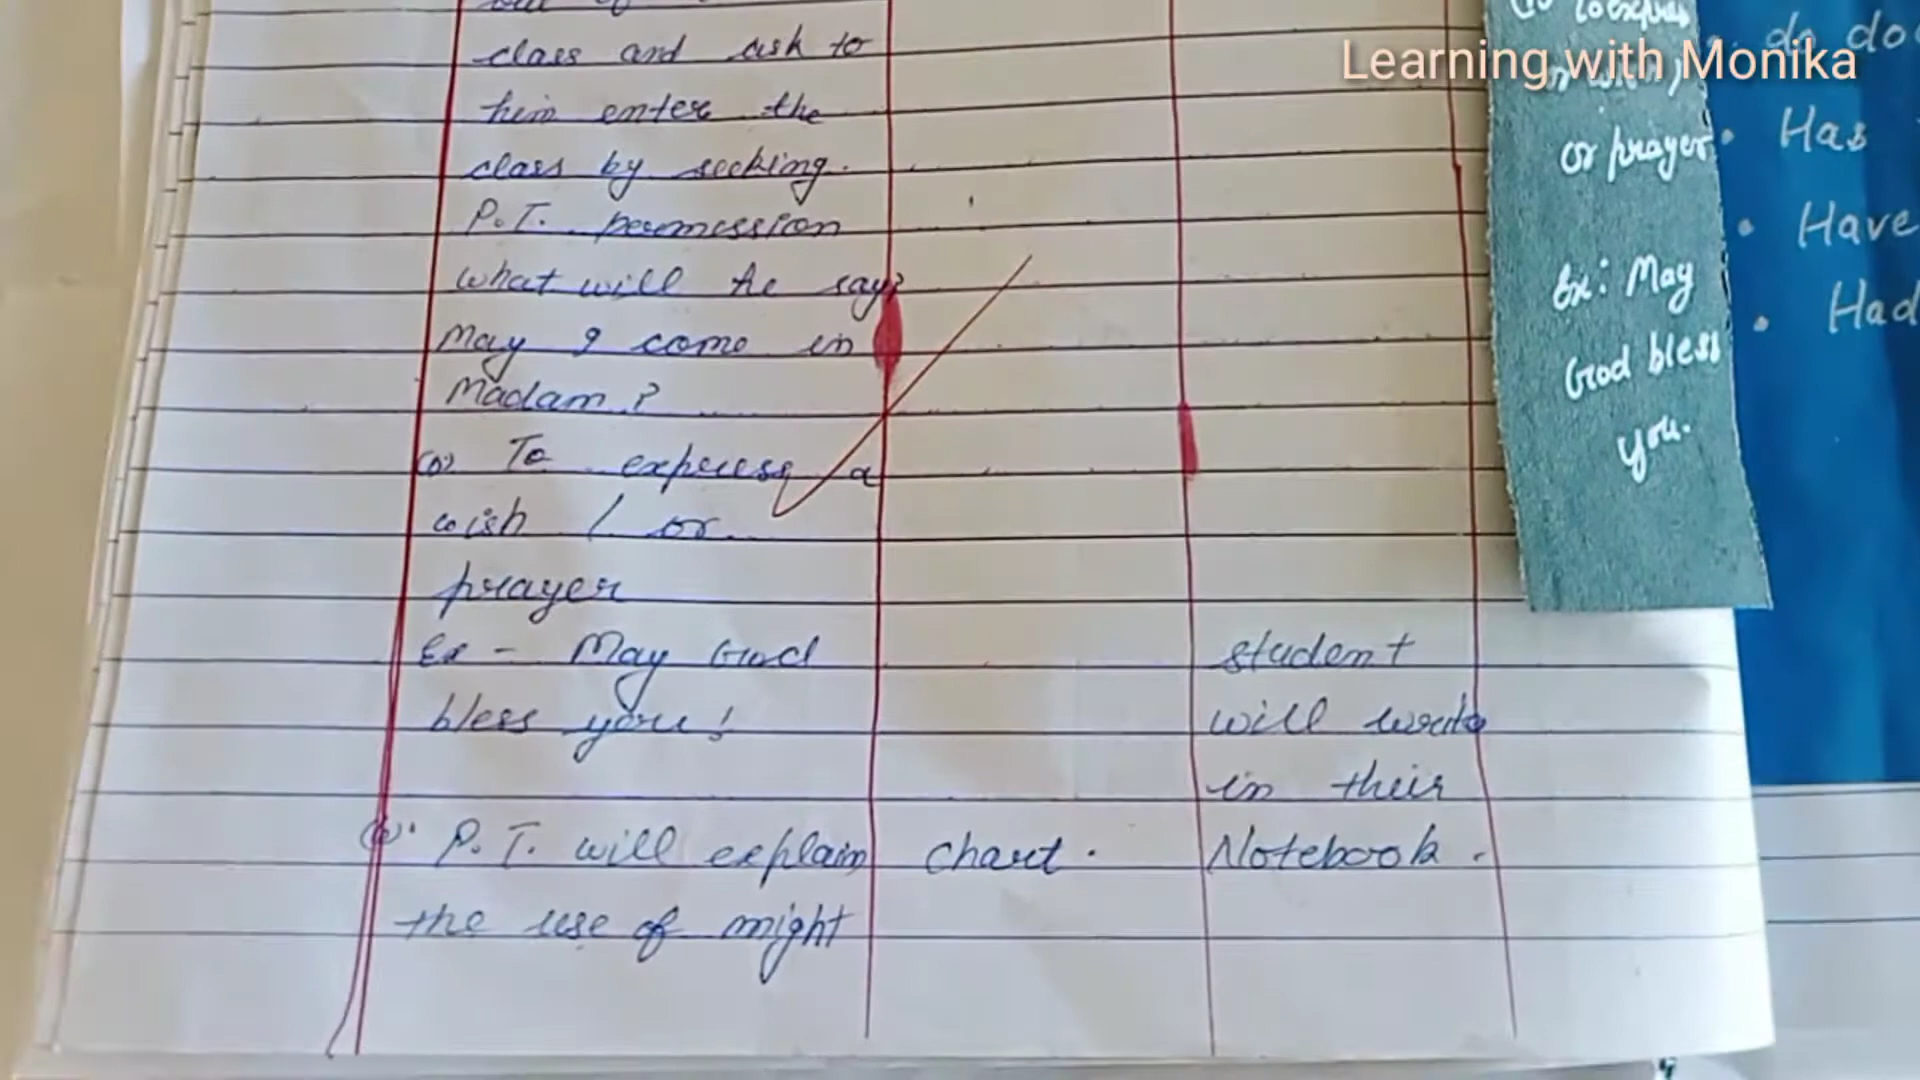 class and ask to
him enter the
class by seeking.
P.T. permission
what will he say?
May I come in
Madam?
To express a
wish / or
prayer
Ex - May God
bless you!
P.T. will explain
the use of might
chart.
student
will write
in their
Notebook.
Learning with Monika
or prayer
Ex: May
God bless
you.
do do
• Has
• Have
• Had